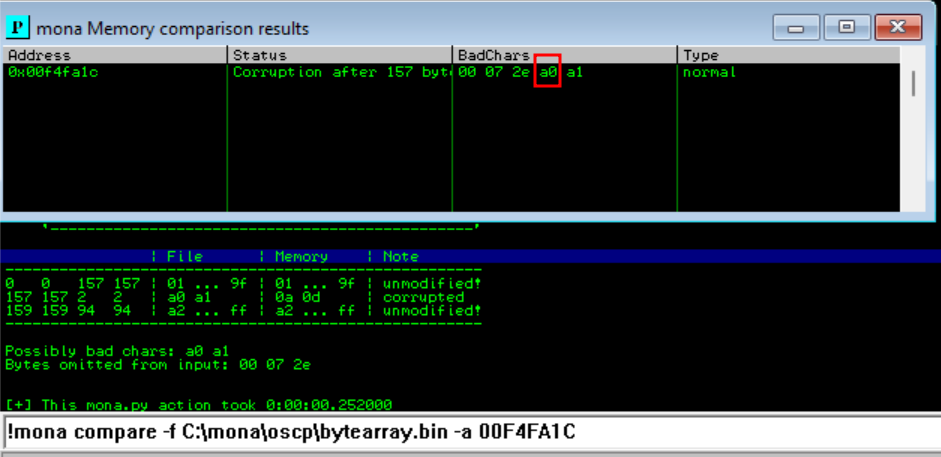 P mona Memory comparison results
Address Status BadChars Type
0x00f4fa1c Corruption after 157 byt 00 07 2e a0 a1 normal
'-----------------------------------------------'
| File | Memory | Note
0 0 157 157 | 01 ... 9f | 01 ... 9f | unmodified!
157 157 2 2 | a0 a1 | 0a 0d | corrupted
159 159 94 94 | a2 ... ff | a2 ... ff | unmodified!
Possibly bad chars: a0 a1
Bytes omitted from input: 00 07 2e
[+] This mona.py action took 0:00:00.252000
!mona compare -f C:\mona\oscp\bytearray.bin -a 00F4FA1C